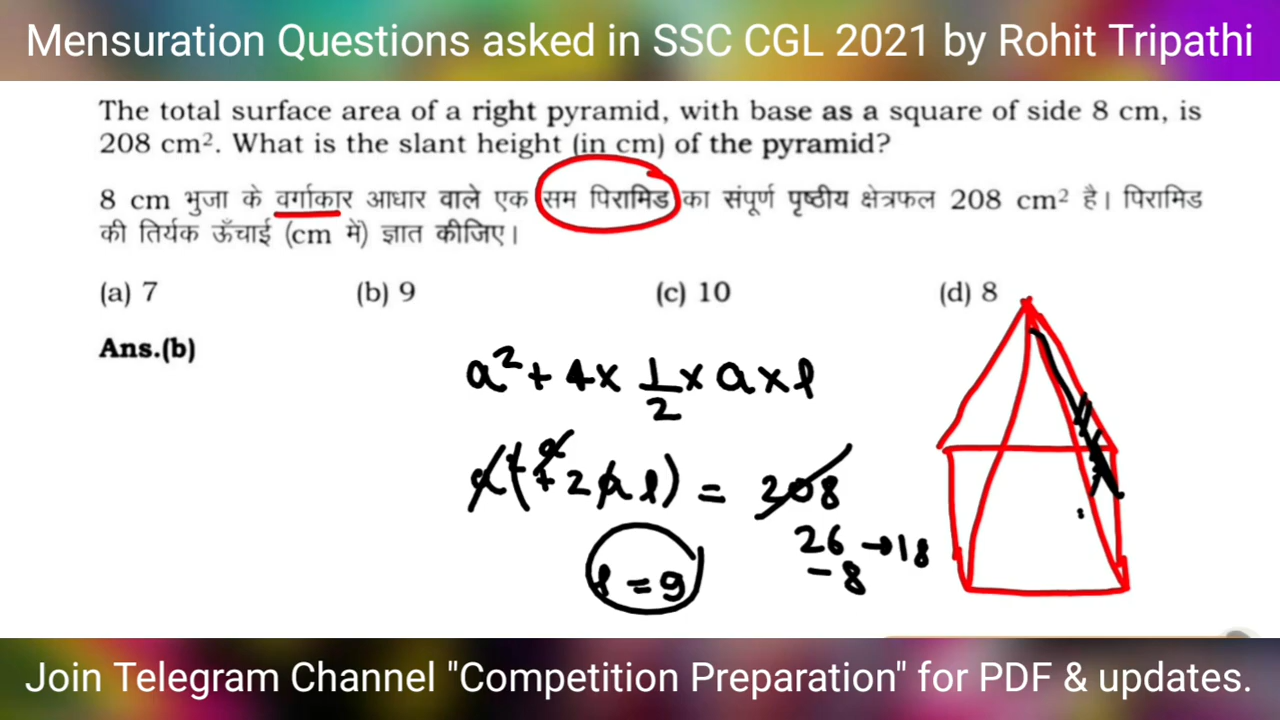 Mensuration Questions asked in SSC CGL 2021 by Rohit Tripathi
The total surface area of a right pyramid, with base as a square of side 8 cm, is
208 cm². What is the slant height (in cm) of the pyramid?
8 cm भुजा के वर्गाकार आधार वाले एक सम पिरामिड का संपूर्ण पृष्ठीय क्षेत्रफल 208 cm² है। पिरामिड
की तिर्यक ऊँचाई (cm में) ज्ञात कीजिए।
(a) 7 (b) 9 (c) 10 (d) 8
Ans.(b)
a² + 4 × 1/2 × a × l
= 208
26 → 18
- 8
l = 9
Join Telegram Channel "Competition Preparation" for PDF & updates.